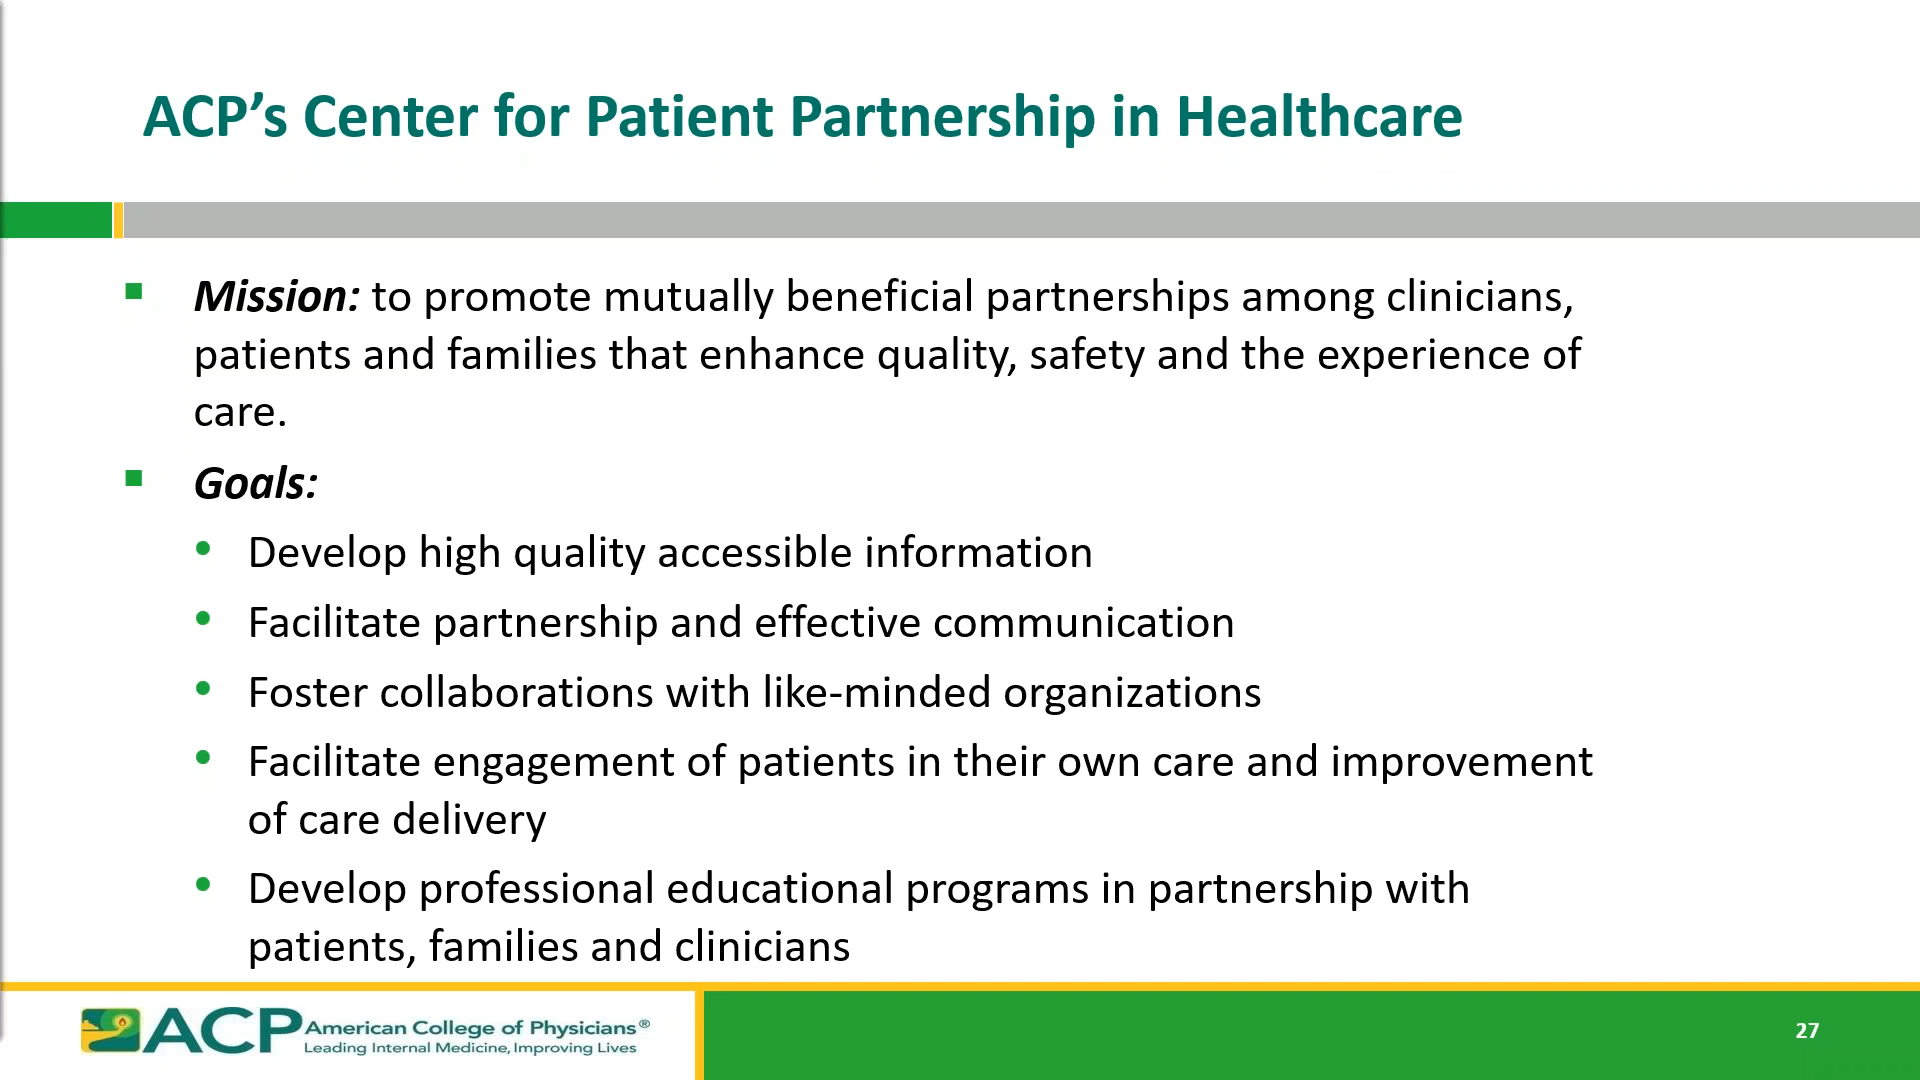 ACP’s Center for Patient Partnership in Healthcare
Mission: to promote mutually beneficial partnerships among clinicians,
patients and families that enhance quality, safety and the experience of
care.
Goals:
Develop high quality accessible information
Facilitate partnership and effective communication
Foster collaborations with like-minded organizations
Facilitate engagement of patients in their own care and improvement
of care delivery
Develop professional educational programs in partnership with
patients, families and clinicians
ACP American College of Physicians®
Leading Internal Medicine, Improving Lives
27